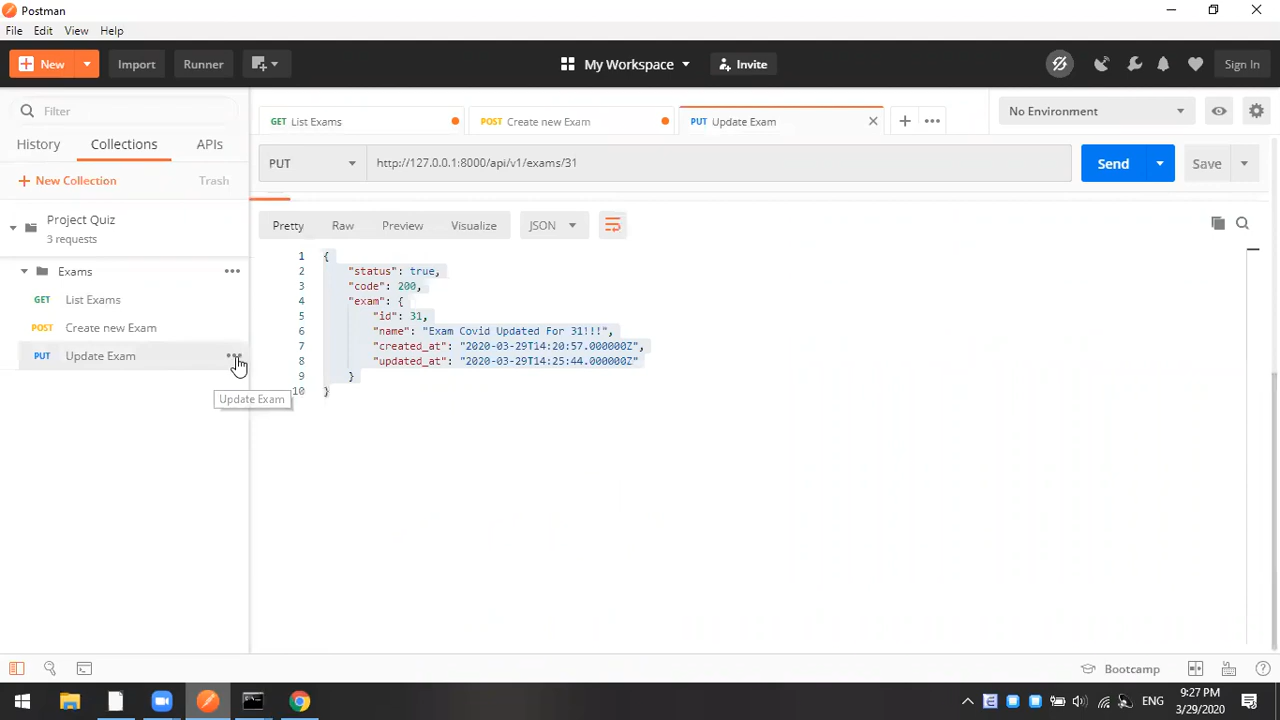 Postman
File Edit View Help
New Import Runner My Workspace Invite Sign In
Filter
History Collections APIs
New Collection Trash
Project Quiz
3 requests
Exams
GET List Exams
POST Create new Exam
PUT Update Exam
Update Exam
GET List Exams POST Create new Exam PUT Update Exam No Environment
PUT http://127.0.0.1:8000/api/v1/exams/31 Send Save
Pretty Raw Preview Visualize JSON
1 {
2 "status": true,
3 "code": 200,
4 "exam": {
5 "id": 31,
6 "name": "Exam Covid Updated For 31!!!",
7 "created_at": "2020-03-29T14:20:57.000000Z",
8 "updated_at": "2020-03-29T14:25:44.000000Z"
9 }
10 }
Bootcamp
ENG 9:27 PM
3/29/2020